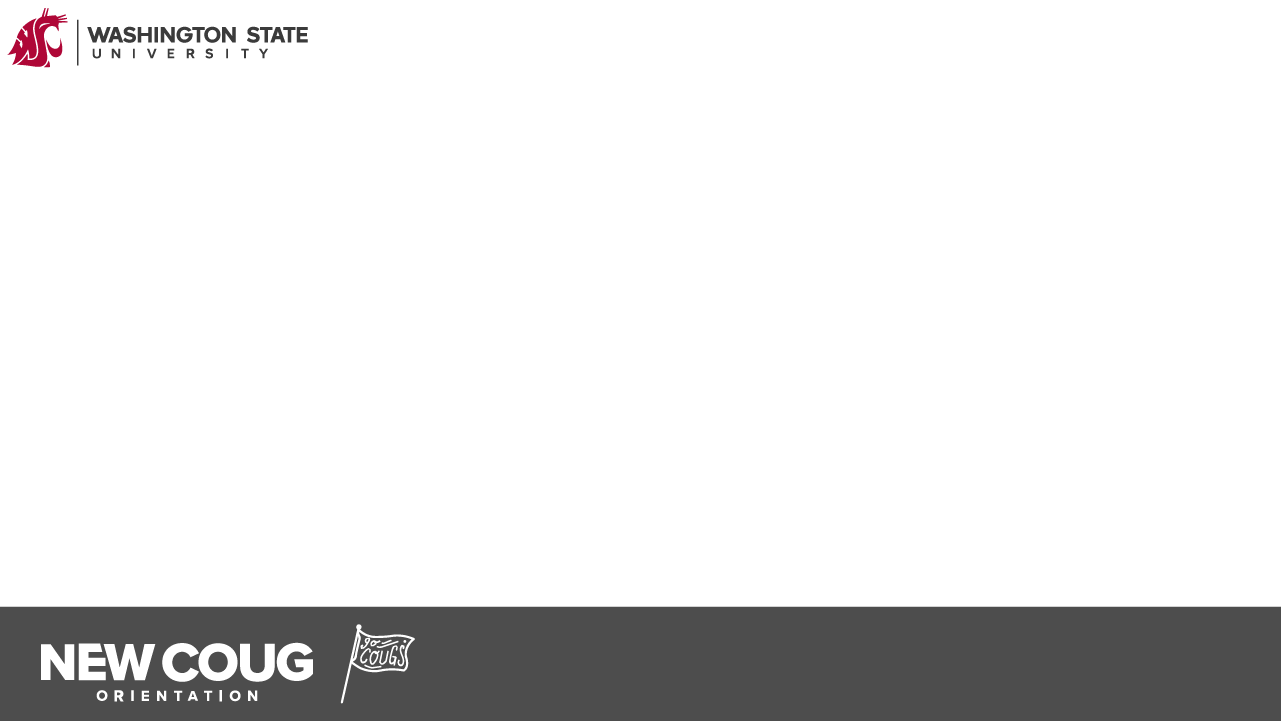 WASHINGTON STATE
UNIVERSITY
NEW COUG
ORIENTATION
go
COUGS